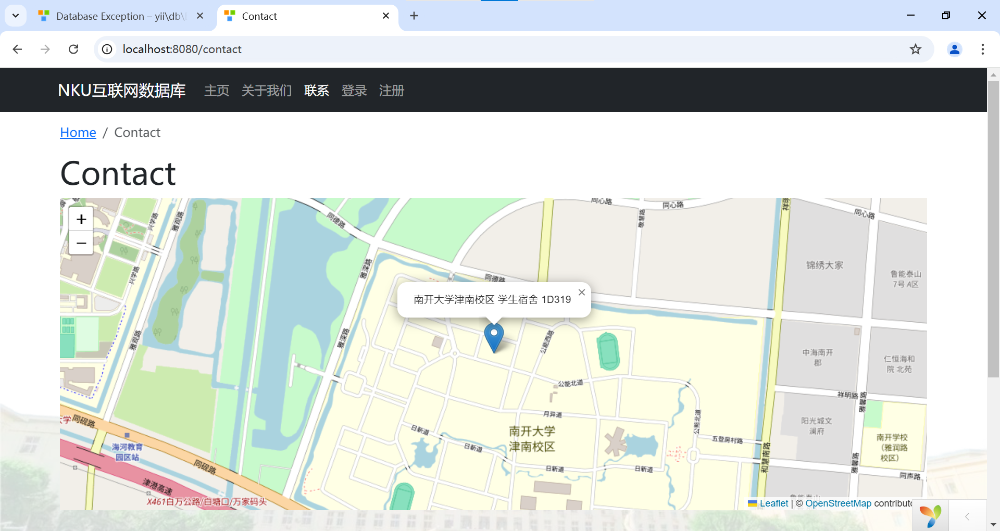 Database Exception – yii\db\
Contact
localhost:8080/contact
NKU互联网数据库 主页 关于我们 联系 登录 注册
Home / Contact
Contact
+
−
兴学路
雅观路
同德路
同心路
同心路
同心路
敬慧路
锦绣大家
鲁能泰山
7号 A区
兴学路
雅深路
同德路
南开大学津南校区 学生宿舍 1D319 ×
雅观路
雅深路
公能西路
中海南开
郡
仁恒海和
院 北苑
公能北道
祥明路
雅馨路
月异道
公能北道
阳光城文
澜府
大学
同砚路
日新道
南开大学
津南校区
日新道
五登房村路
南开学校
（雅润路
校区）
海河教育
园区站
同砚路
日新道
日新道
和慧南路
雅馨路
同声路
津港高速
X461白万公路/白塘口/万家码头
Leaflet | © OpenStreetMap contributo